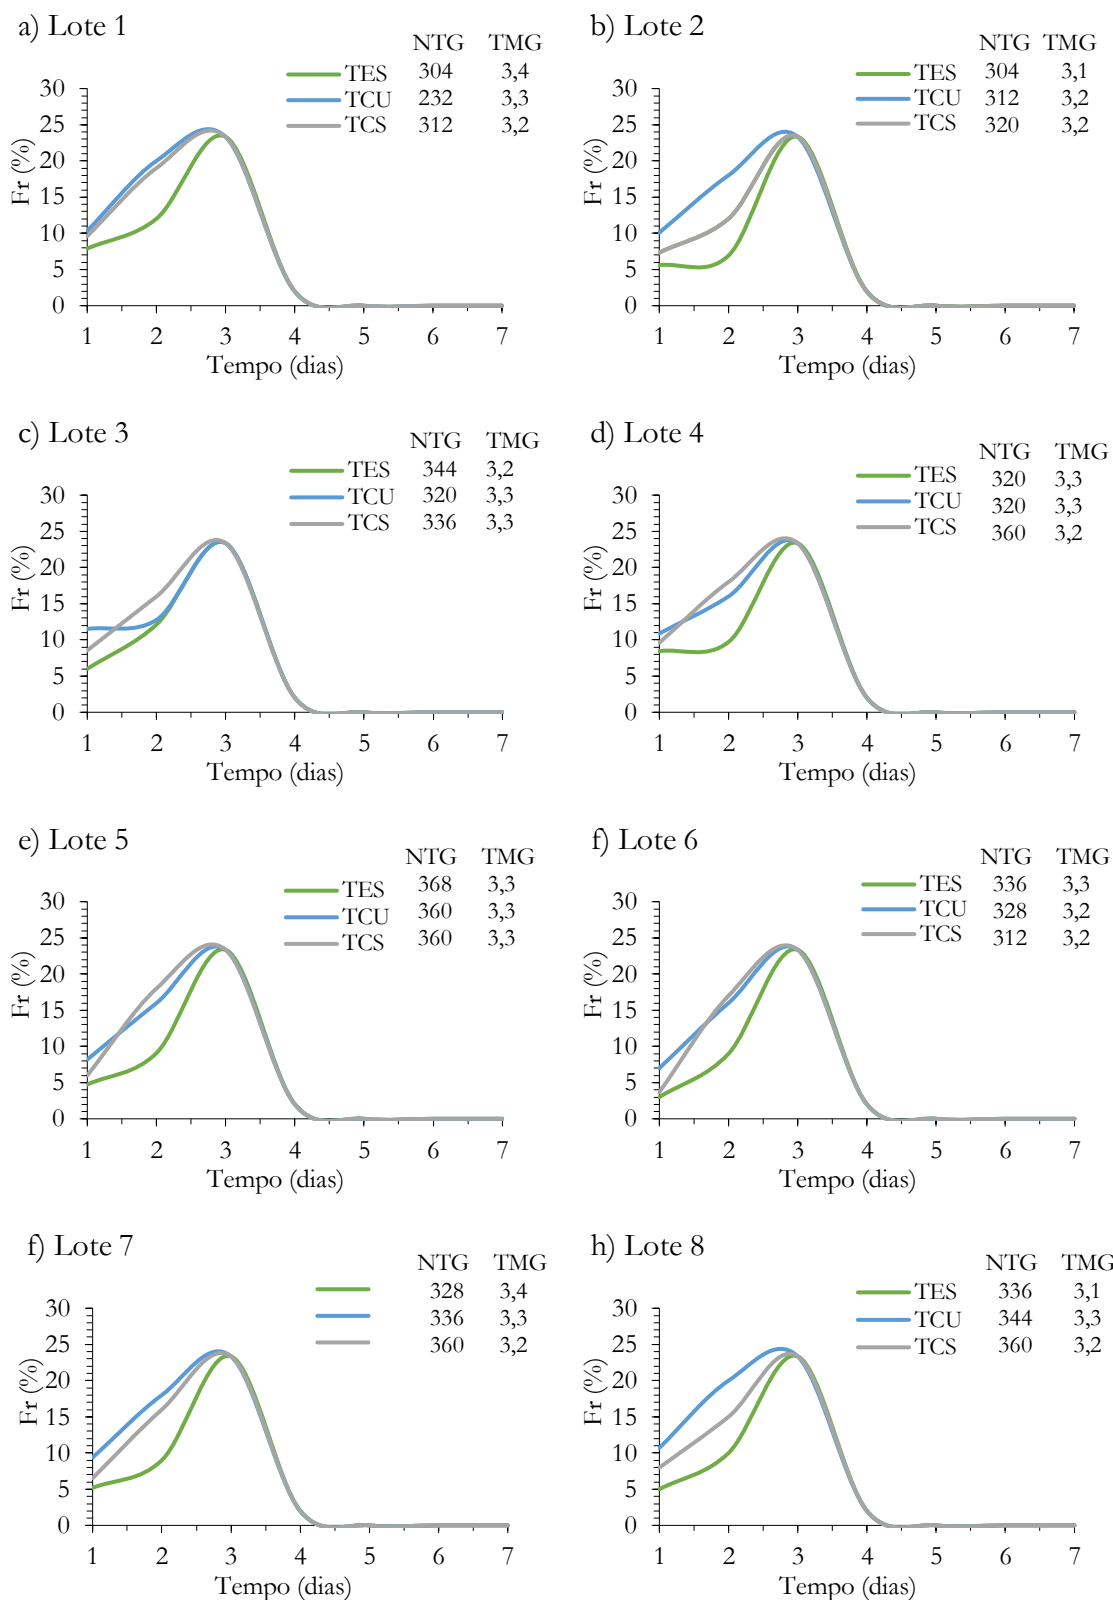 a) Lote 1
NTG TMG
TES 304 3,4
TCU 232 3,3
TCS 312 3,2
30
25
20
15
10
5
0
Fr (%)
1 2 3 4 5 6 7
Tempo (dias)
b) Lote 2
NTG TMG
TES 304 3,1
TCU 312 3,2
TCS 320 3,2
30
25
20
15
10
5
0
Fr (%)
1 2 3 4 5 6 7
Tempo (dias)
c) Lote 3
NTG TMG
TES 344 3,2
TCU 320 3,3
TCS 336 3,3
30
25
20
15
10
5
0
Fr (%)
1 2 3 4 5 6 7
Tempo (dias)
d) Lote 4
NTG TMG
TES 320 3,3
TCU 320 3,3
TCS 360 3,2
30
25
20
15
10
5
0
Fr (%)
1 2 3 4 5 6 7
Tempo (dias)
e) Lote 5
NTG TMG
TES 368 3,3
TCU 360 3,3
TCS 360 3,3
30
25
20
15
10
5
0
Fr (%)
1 2 3 4 5 6 7
Tempo (dias)
f) Lote 6
NTG TMG
TES 336 3,3
TCU 328 3,2
TCS 312 3,2
30
25
20
15
10
5
0
Fr (%)
1 2 3 4 5 6 7
Tempo (dias)
f) Lote 7
NTG TMG
328 3,4
336 3,3
360 3,2
30
25
20
15
10
5
0
Fr (%)
1 2 3 4 5 6 7
Tempo (dias)
h) Lote 8
NTG TMG
TES 336 3,1
TCU 344 3,3
TCS 360 3,2
30
25
20
15
10
5
0
Fr (%)
1 2 3 4 5 6 7
Tempo (dias)